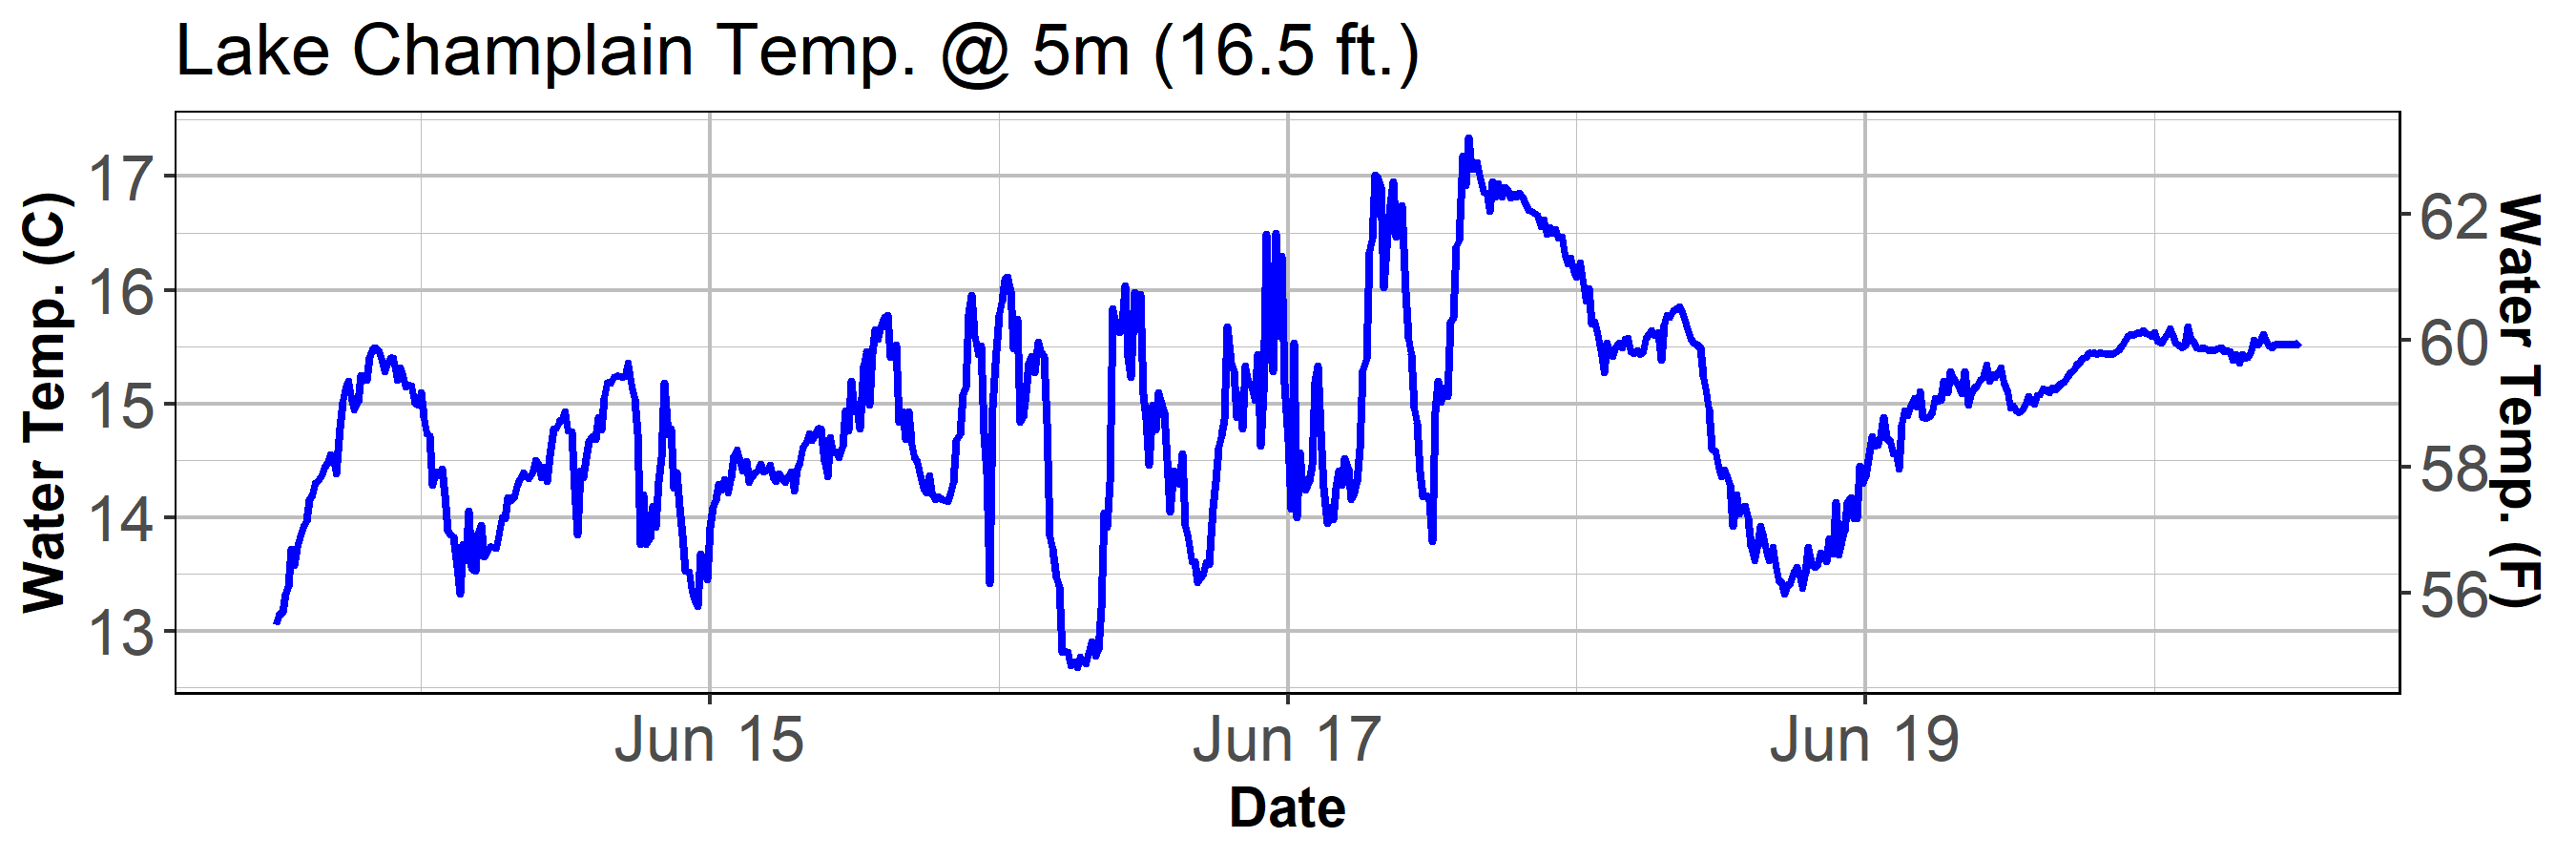 Lake Champlain Temp. @ 5m (16.5 ft.)
Water Temp. (C)
17
16
15
14
13
62
60
58
56
Water Temp. (F)
Jun 15 Jun 17 Jun 19
Date